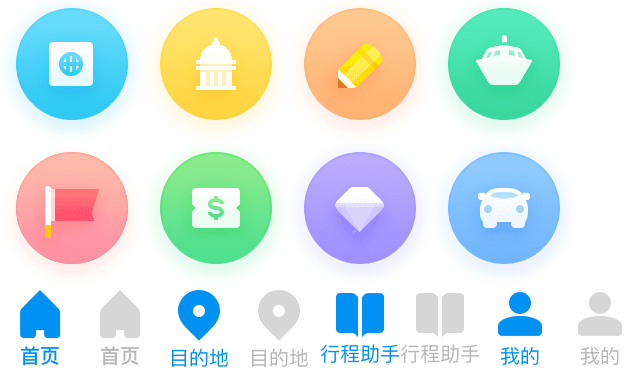 $
首页 首页 目的地 目的地 行程助手 行程助手 我的 我的